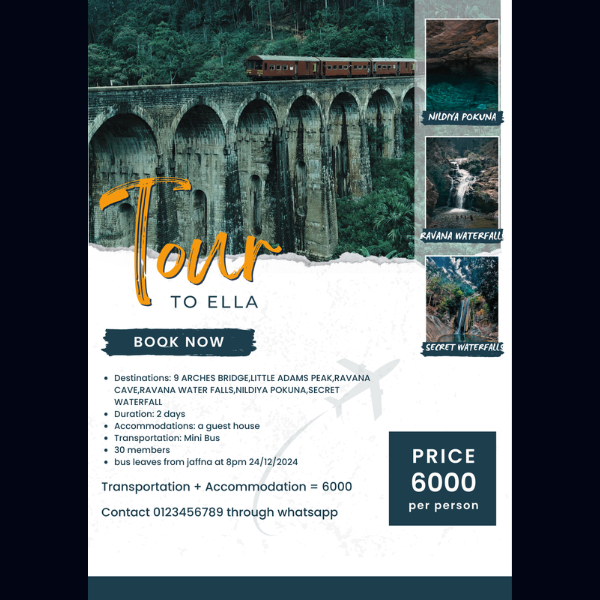 NILDIYA POKUNA
RAVANA WATERFALLS
SECRET WATERFALLS
Tour
TO ELLA
BOOK NOW
Destinations: 9 ARCHES BRIDGE,LITTLE ADAMS PEAK,RAVANA
CAVE,RAVANA WATER FALLS,NILDIYA POKUNA,SECRET
WATERFALL
Duration: 2 days
Accommodations: a guest house
Transportation: Mini Bus
30 members
bus leaves from jaffna at 8pm 24/12/2024
Transportation + Accommodation = 6000
Contact 0123456789 through whatsapp
PRICE
6000
per person